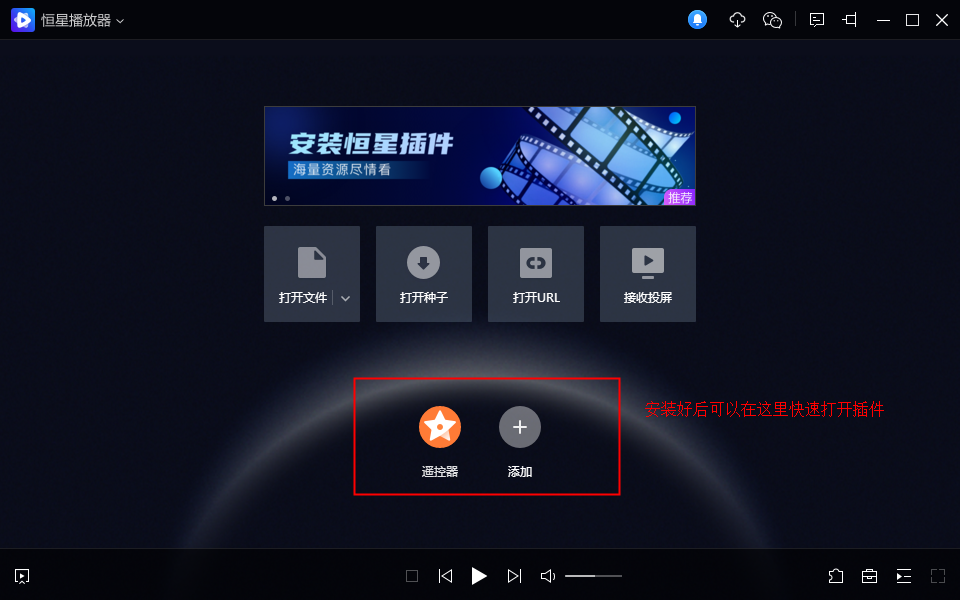 恒星播放器
安装恒星插件
海量资源尽情看
推荐
打开文件
打开种子
打开URL
接收投屏
安装好后可以在这里快速打开插件
遥控器
添加